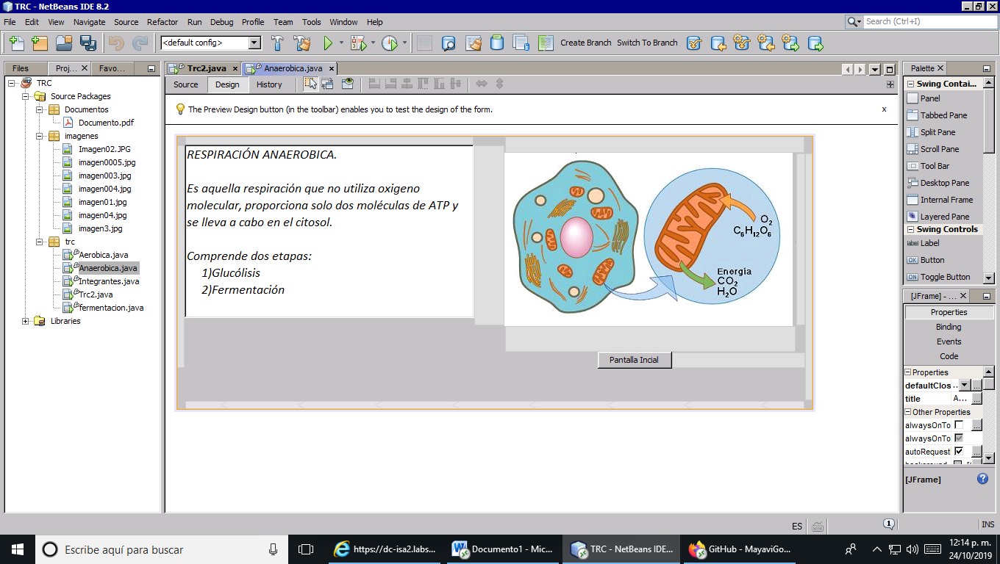 TRC - NetBeans IDE 8.2
File Edit View Navigate Source Refactor Run Debug Profile Team Tools Window Help
Search (Ctrl+I)
<default config>
Create Branch Switch To Branch
Files Proj... Favo...
TRC
Source Packages
Documentos
Documento.pdf
imagenes
Imagen02.JPG
imagen0005.jpg
imagen003.jpg
imagen004.jpg
imagen01.jpg
imagen04.jpg
imagen3.jpg
trc
Aerobica.java
Anaerobica.java
Integrantes.java
Trc2.java
fermentacion.java
Libraries
Trc2.java Anaerobica.java
Source Design History
The Preview Design button (in the toolbar) enables you to test the design of the form.
x
RESPIRACIÓN ANAEROBICA.
Es aquella respiración que no utiliza oxigeno
molecular, proporciona solo dos moléculas de ATP y
se lleva a cabo en el citosol.
Comprende dos etapas:
1)Glucólisis
2)Fermentación
O2
C6H12O6
Energía
CO2
H2O
Pantalla Incial
Palette
Swing Contai...
Panel
Tabbed Pane
Split Pane
Scroll Pane
Tool Bar
Desktop Pane
Internal Frame
Layered Pane
Swing Controls
label Label
OK Button
ON Toggle Button
[JFrame] - ...
Properties
Binding
Events
Code
Properties
defaultClos ... ...
title A... ...
Other Properties
alwaysOnTo ...
alwaysOnTo
autoRequest ...
[JFrame]
ES
1
INS
Escribe aquí para buscar
https://dc-isa2.labs...
Documento1 - Mic...
TRC - NetBeans IDE...
GitHub - MayaviGo...
12:14 p. m.
24/10/2019